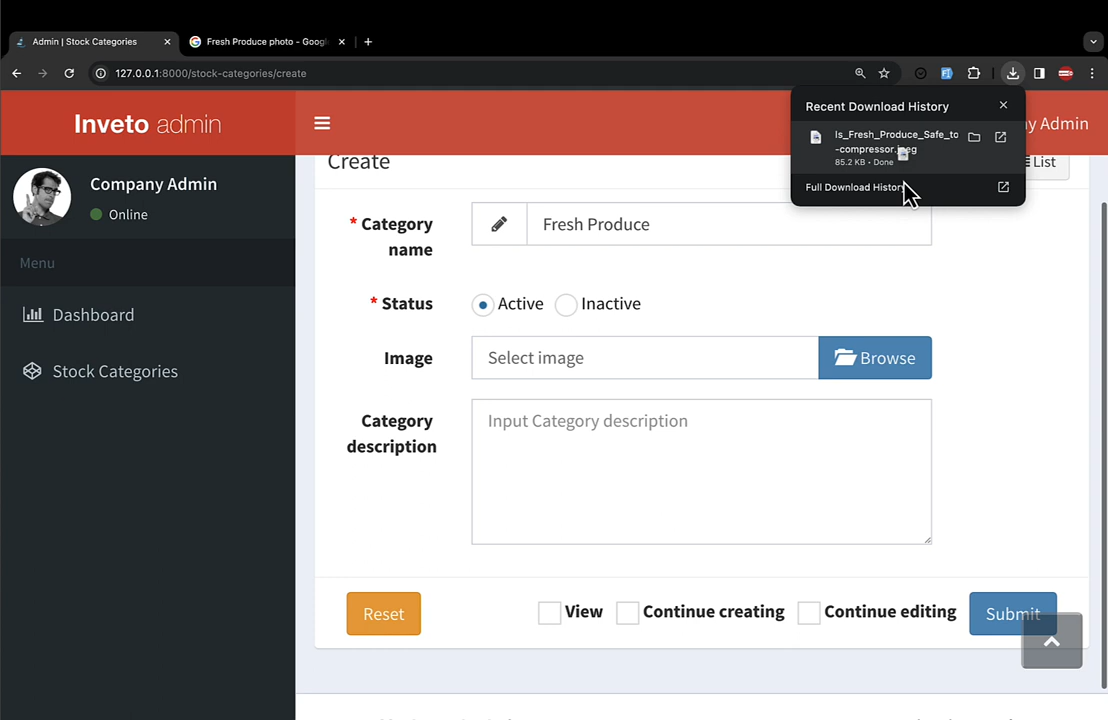 Admin | Stock Categories
Fresh Produce photo - Googl
127.0.0.1:8000/stock-categories/create
Recent Download History
Is_Fresh_Produce_Safe_to
-compressor.jpeg
85.2 KB • Done
Full Download History
Inveto admin
ny Admin
Company Admin
Online
Menu
Dashboard
Stock Categories
Create
List
* Category name
Fresh Produce
* Status
Active
Inactive
Image
Select image
Browse
Category description
Input Category description
Reset
View
Continue creating
Continue editing
Submit